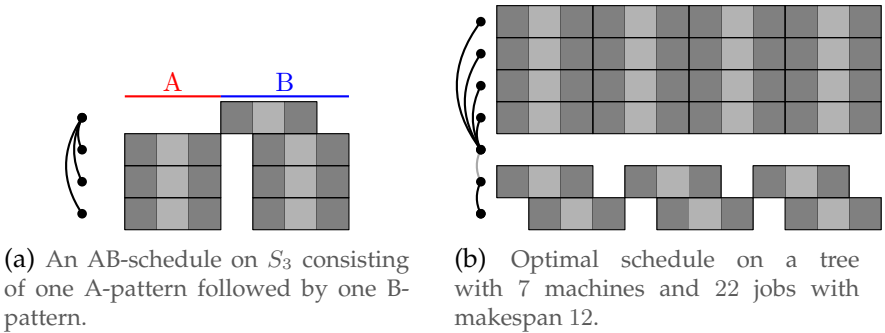 A B
(a) An AB-schedule on S₃ consisting
of one A-pattern followed by one B-
pattern.
(b) Optimal schedule on a tree
with 7 machines and 22 jobs with
makespan 12.